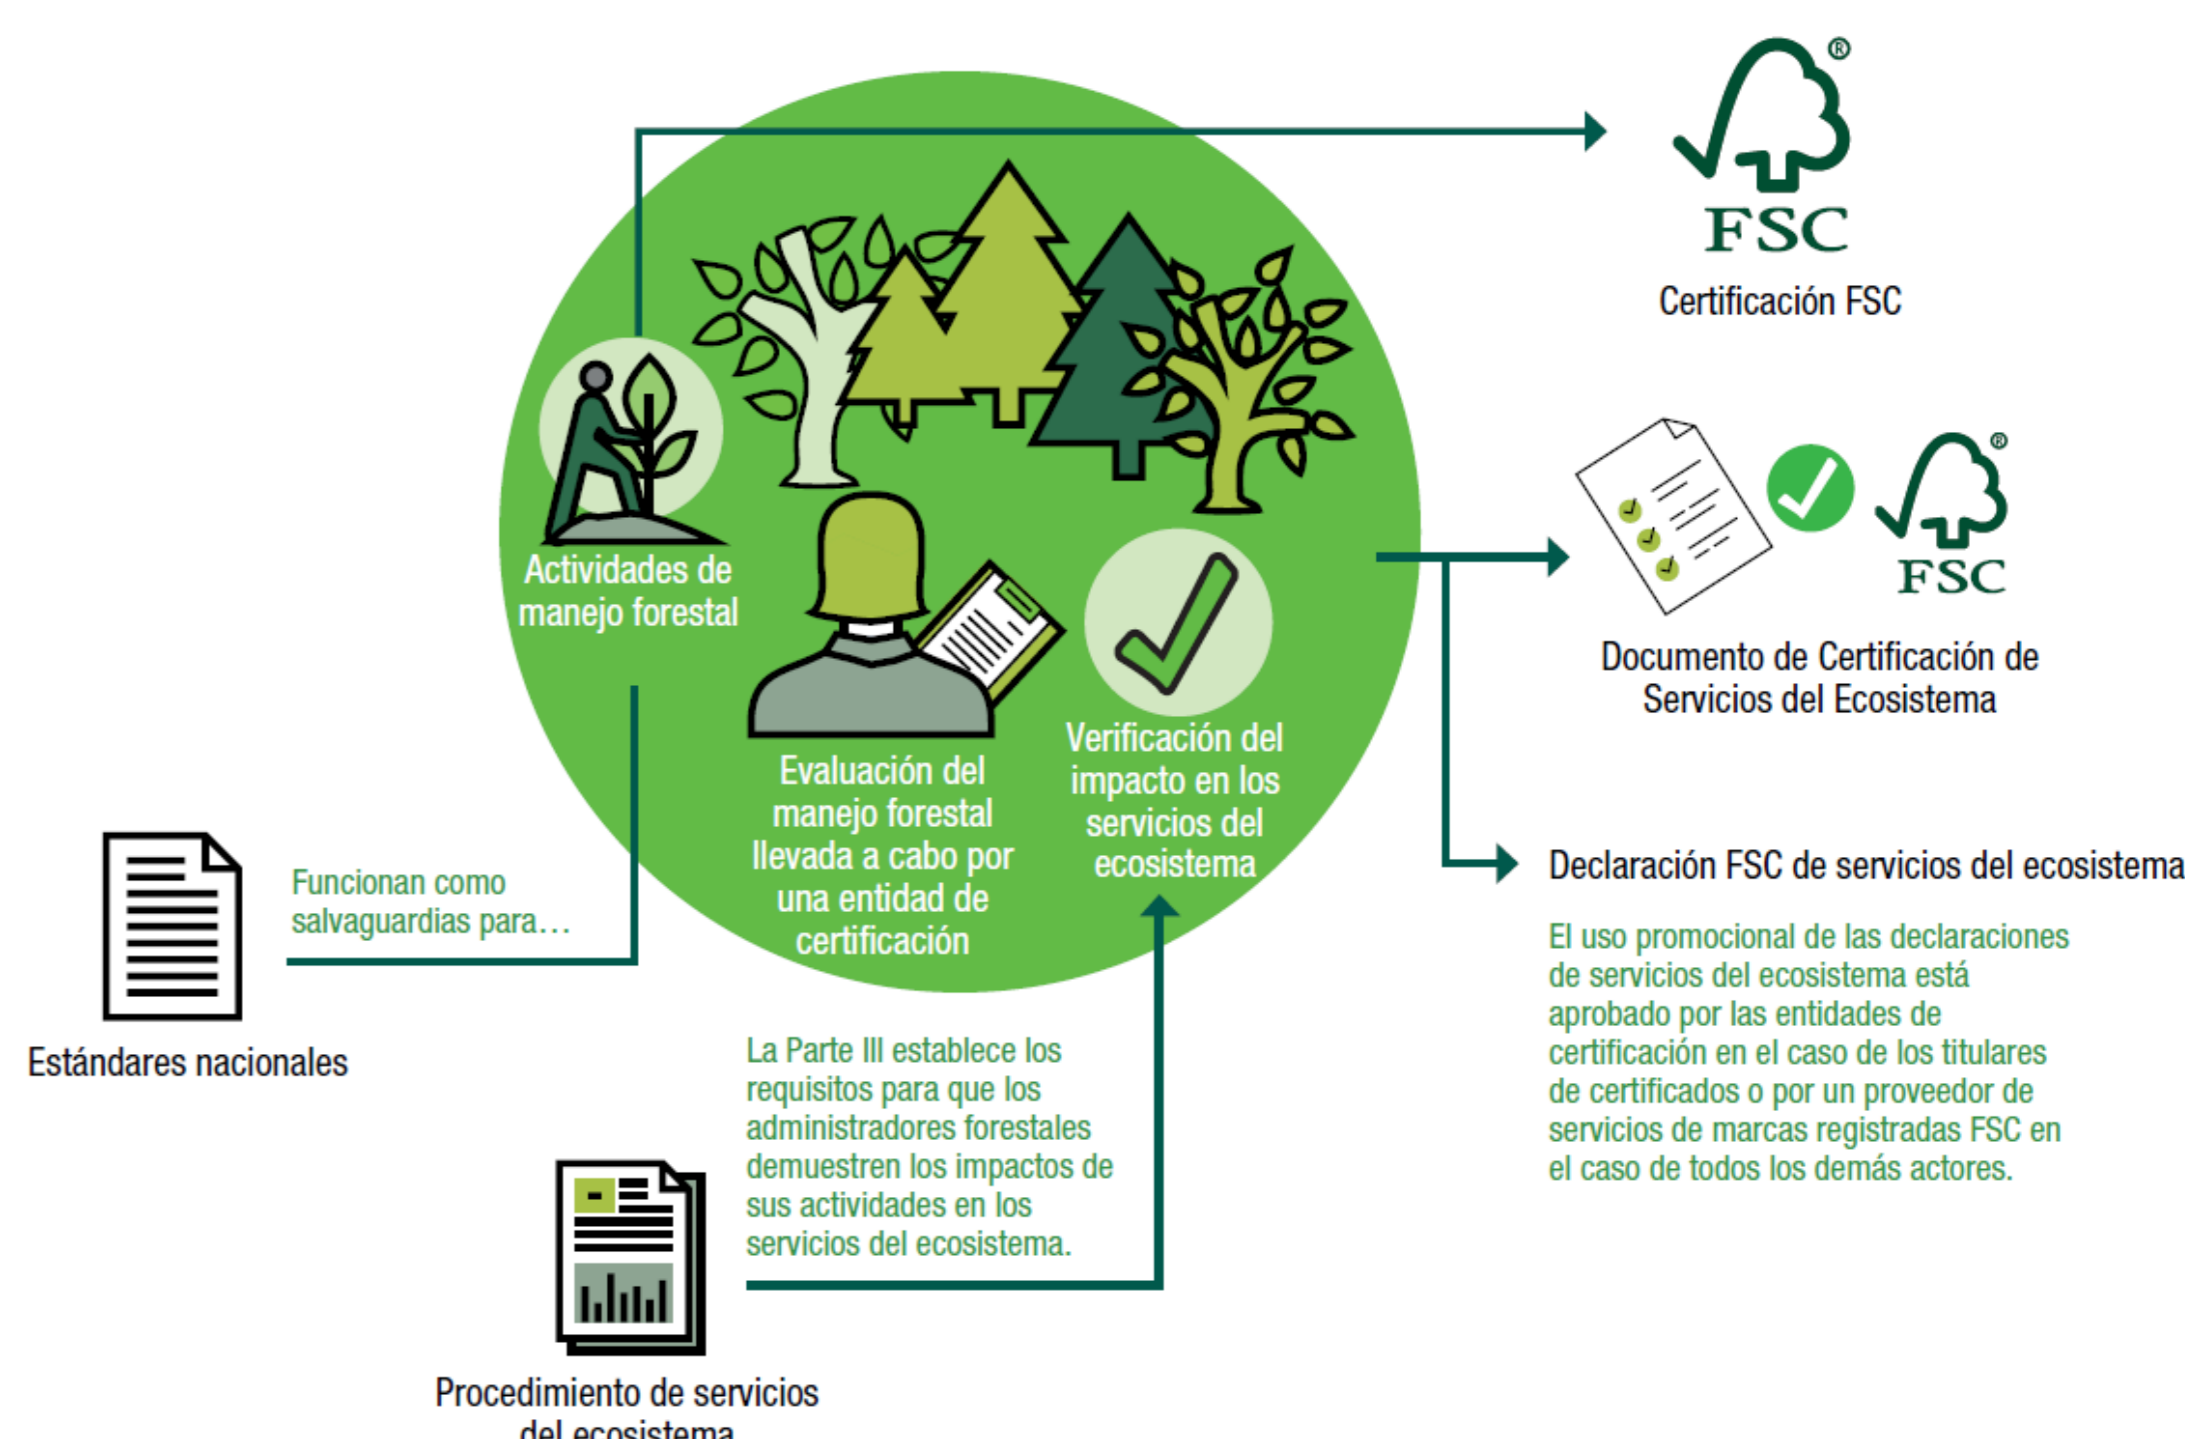 ®
FSC
Certificación FSC
Actividades de
manejo forestal
Evaluación del
manejo forestal
llevada a cabo por
una entidad de
certificación
Verificación del
impacto en los
servicios del
ecosistema
®
FSC
Documento de Certificación de
Servicios del Ecosistema
Declaración FSC de servicios del ecosistema
El uso promocional de las declaraciones
de servicios del ecosistema está
aprobado por las entidades de
certificación en el caso de los titulares
de certificados o por un proveedor de
servicios de marcas registradas FSC en
el caso de todos los demás actores.
Funcionan como
salvaguardias para...
Estándares nacionales
La Parte III establece los
requisitos para que los
administradores forestales
demuestren los impactos de
sus actividades en los
servicios del ecosistema.
Procedimiento de servicios
del ecosistema